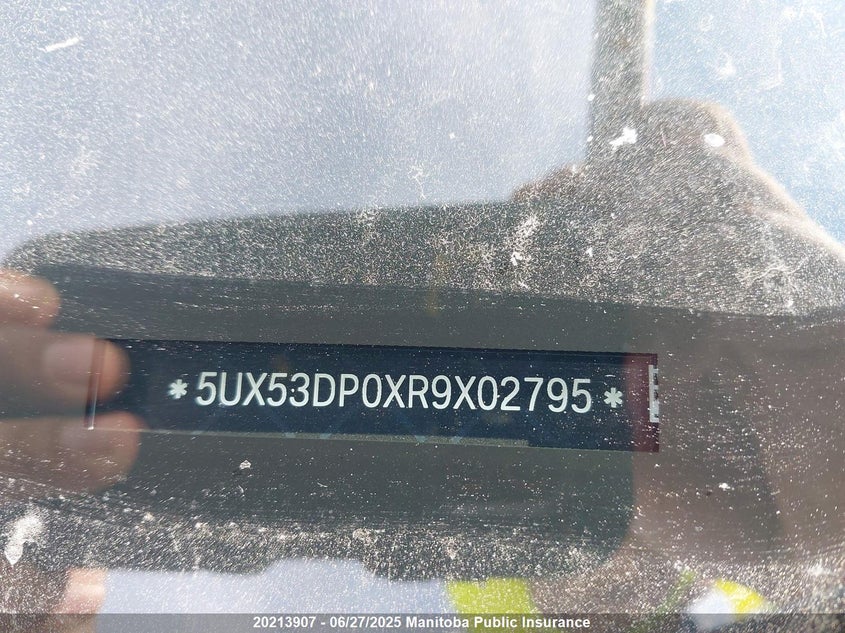 *5UX53DP0XR9X02795*
20213907 - 06/27/2025 Manitoba Public Insurance